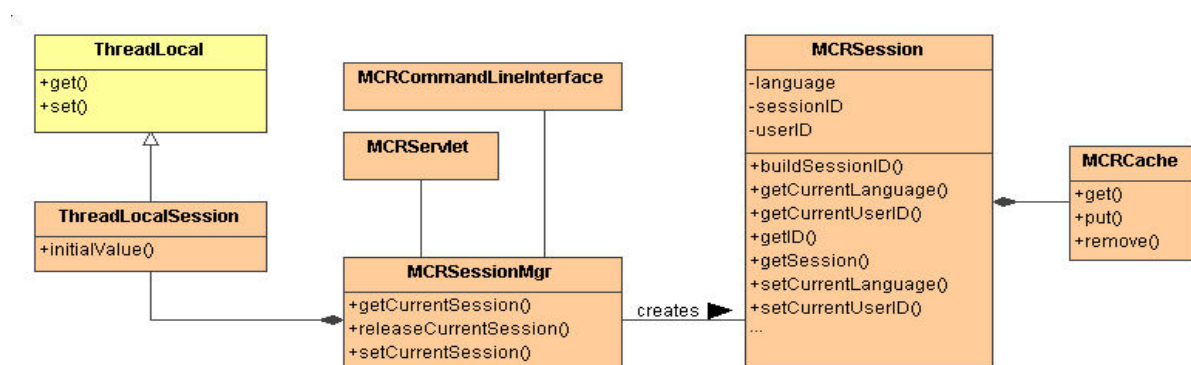 ThreadLocal
+get()
+set()
ThreadLocalSession
+initialValue()
MCRCommandLineInterface
MCRServlet
MCRSessionMgr
+getCurrentSession()
+releaseCurrentSession()
+setCurrentSession()
creates
MCRSession
-language
-sessionID
-userID
+buildSessionID()
+getCurrentLanguage()
+getCurrentUserID()
+getID()
+getSession()
+setCurrentLanguage()
+setCurrentUserID()
...
MCRCache
+get()
+put()
+remove()